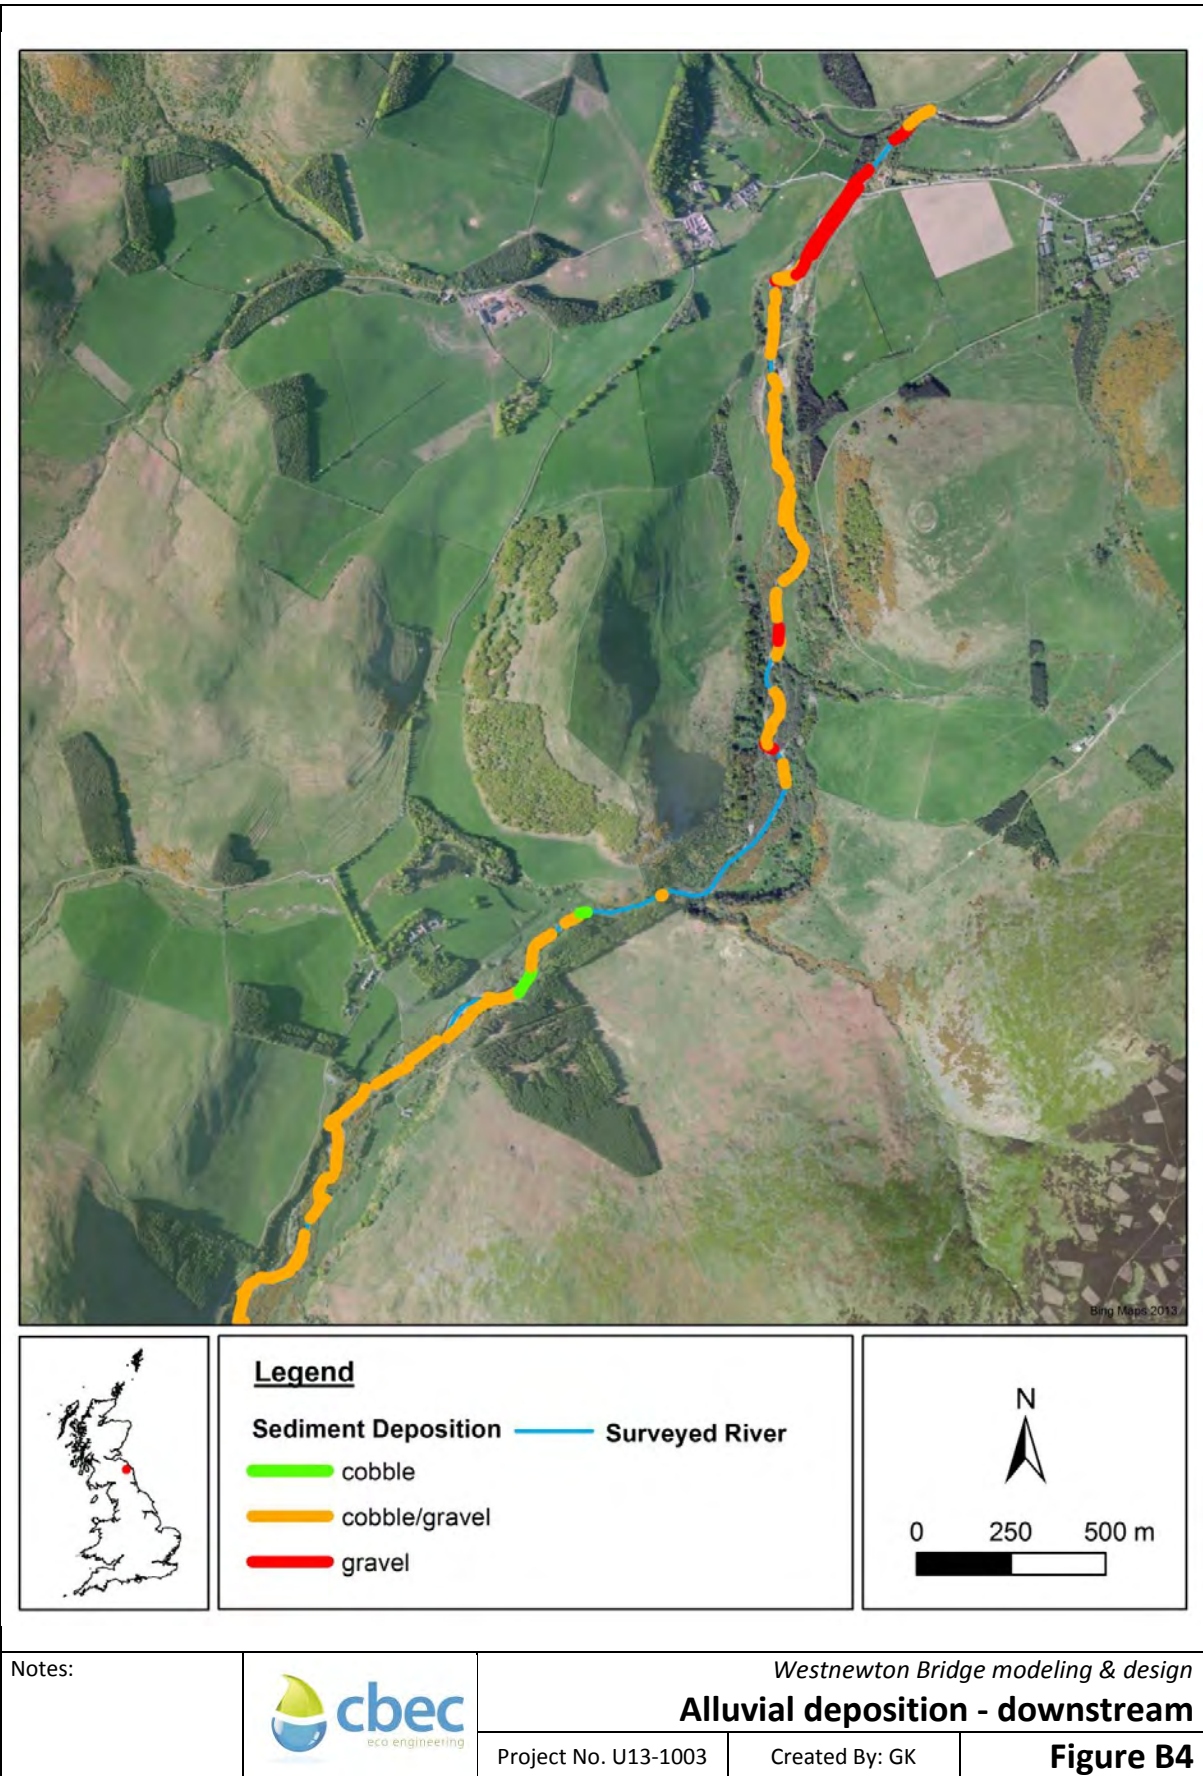 Bing Maps 2013
Legend
Sediment Deposition
Surveyed River
cobble
cobble/gravel
gravel
N
0 250 500 m
Notes:
cbec
eco engineering
Westnewton Bridge modeling & design
Alluvial deposition - downstream
Project No. U13-1003
Created By: GK
Figure B4